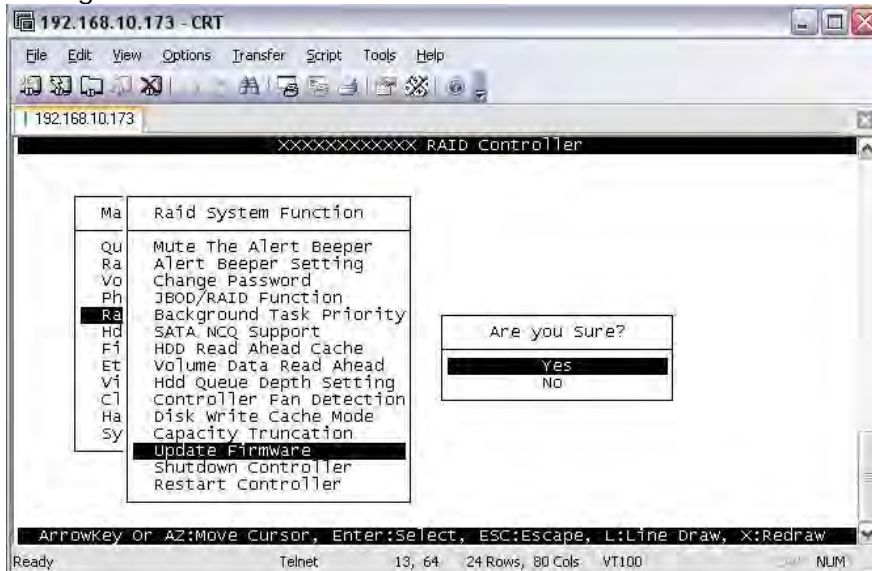 192.168.10.173 - CRT
File Edit View Options Transfer Script Tools Help
192.168.10.173
XXXXXXXXXXXX RAID Controller
Ma
Qu
Ra
Vo
Ph
Ra
Hd
Fi
Et
Vi
Cl
Ha
Sy
Raid System Function
Mute The Alert Beeper
Alert Beeper Setting
Change Password
JBOD/RAID Function
Background Task Priority
SATA NCQ Support
HDD Read Ahead Cache
Volume Data Read Ahead
Hdd Queue Depth Setting
Controller Fan Detection
Disk Write Cache Mode
Capacity Truncation
Update Firmware
Shutdown Controller
Restart Controller
Are you Sure?
Yes
No
ArrowKey Or AZ:Move Cursor, Enter:Select, ESC:Escape, L:Line Draw, X:Redraw
Ready Telnet 13, 64 24 Rows, 80 Cols VT100 NUM